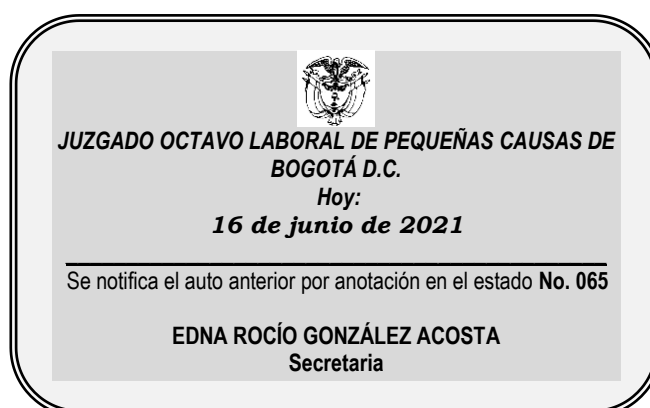 JUZGADO OCTAVO LABORAL DE PEQUEÑAS CAUSAS DE
BOGOTÁ D.C.
Hoy:
16 de junio de 2021
Se notifica el auto anterior por anotación en el estado No. 065
EDNA ROCÍO GONZÁLEZ ACOSTA
Secretaria